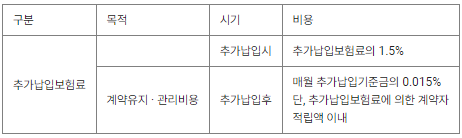 구분 목적 시기 비용
추가납입시 추가납입보험료의 1.5%
추가납입보험료
계약유지 · 관리비용 추가납입후 매월 추가납입기준금의 0.015%
단, 추가납입보험료에 의한 계약자
적립액 이내